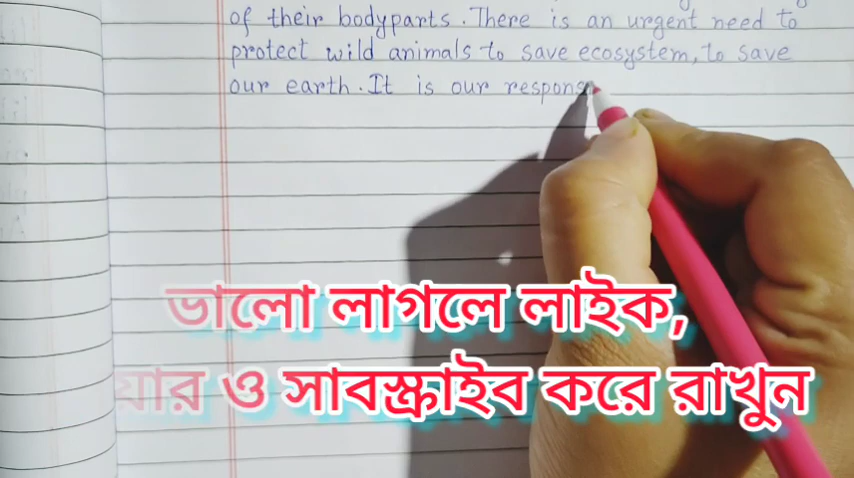 of their bodyparts. There is an urgent need to
protect wild animals to save ecosystem, to save
our earth. It is our respons
ভালো লাগলে লাইক,
যার ও সাবস্ক্রাইব করে রাখুন